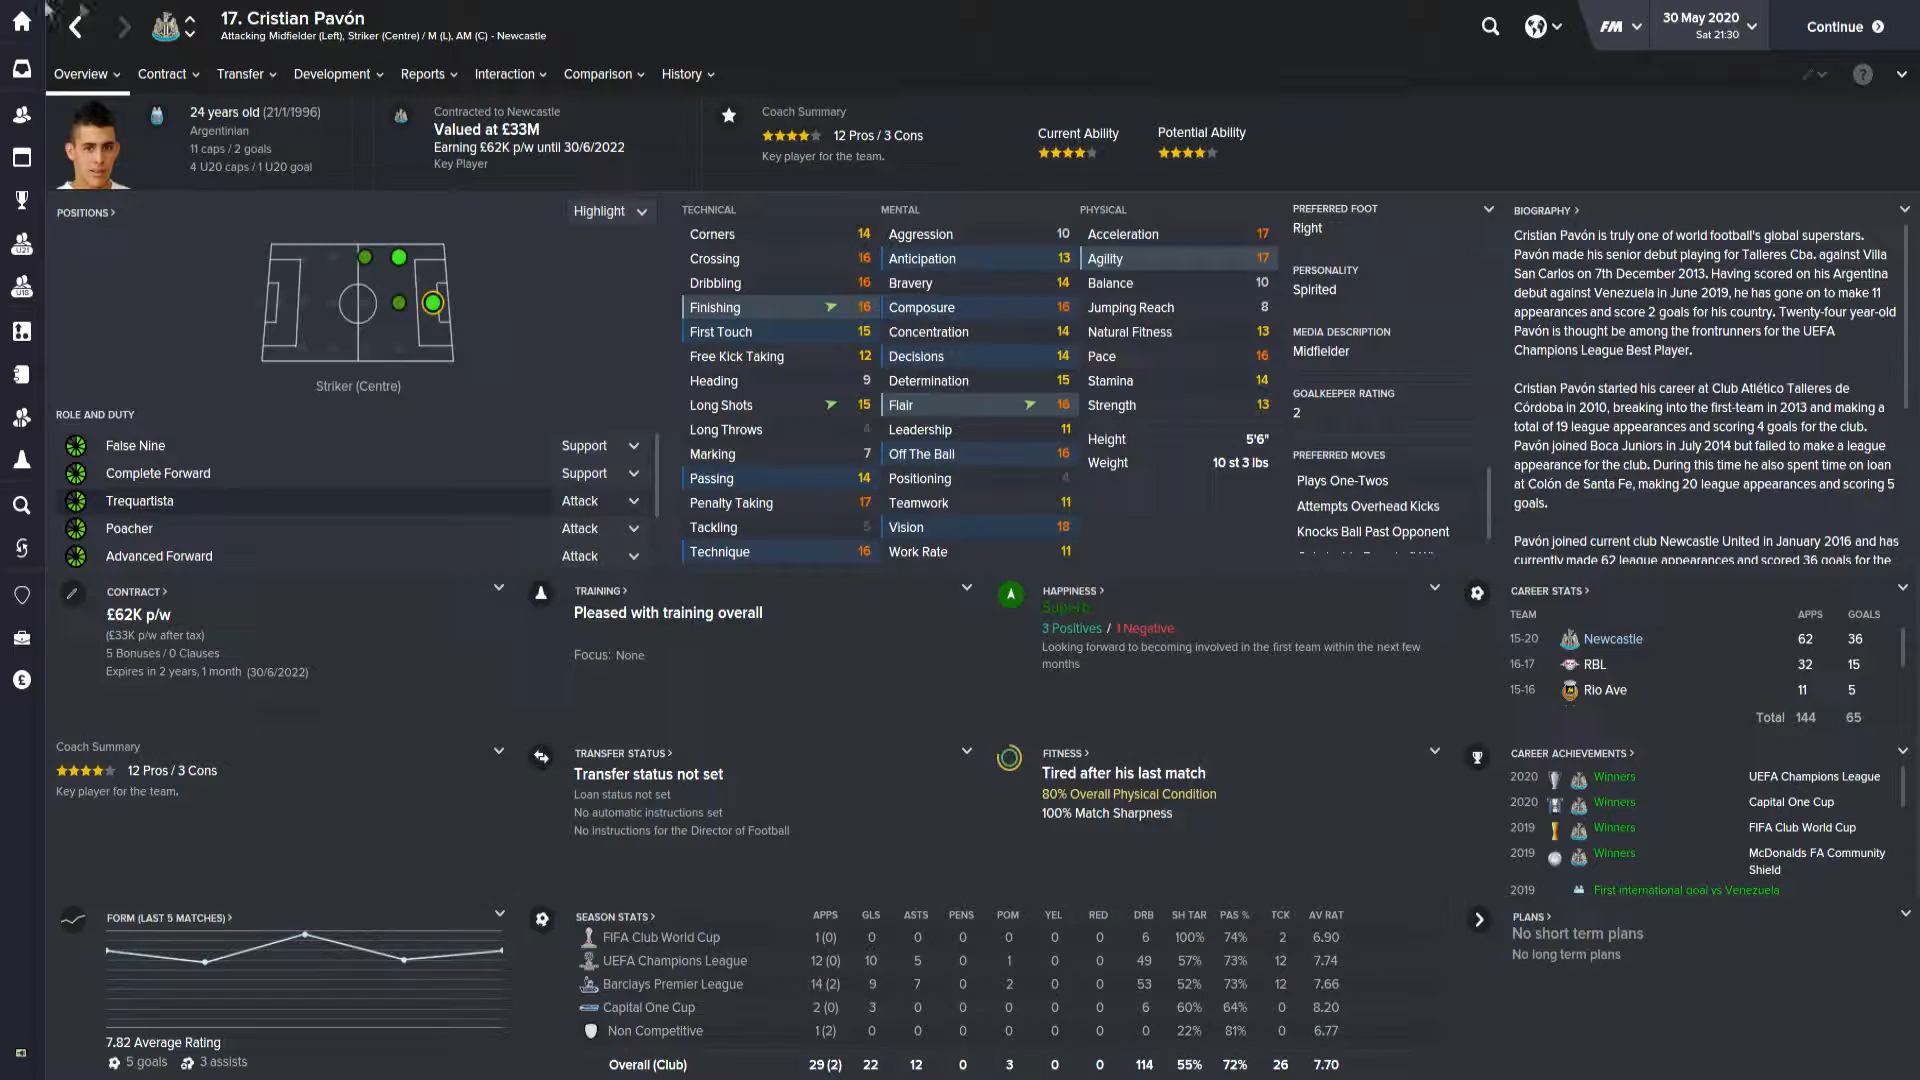 17. Cristian Pavón
Attacking Midfielder (Left), Striker (Centre) / M (L), AM (C) - Newcastle
FM
30 May 2020
Sat 21:30
Continue
Overview Contract Transfer Development Reports Interaction Comparison History
24 years old (21/1/1996)
Argentinian
11 caps / 2 goals
4 U20 caps / 1 U20 goal
Contracted to Newcastle
Valued at £33M
Earning £62K p/w until 30/6/2022
Key Player
Coach Summary
12 Pros / 3 Cons
Key player for the team.
Current Ability
Potential Ability
U21
U18
POSITIONS >
Highlight
Striker (Centre)
ROLE AND DUTY
False Nine Support
Complete Forward Support
Trequartista Attack
Poacher Attack
Advanced Forward Attack
TECHNICAL
Corners 14
Crossing 16
Dribbling 16
Finishing 16
First Touch 15
Free Kick Taking 12
Heading 9
Long Shots 15
Long Throws 4
Marking 7
Passing 14
Penalty Taking 17
Tackling 5
Technique 16
MENTAL
Aggression 10
Anticipation 13
Bravery 14
Composure 16
Concentration 14
Decisions 14
Determination 15
Flair 16
Leadership 11
Off The Ball 16
Positioning 4
Teamwork 11
Vision 18
Work Rate 11
PHYSICAL
Acceleration 17
Agility 17
Balance 10
Jumping Reach 8
Natural Fitness 13
Pace 16
Stamina 14
Strength 13
Height 5'6"
Weight 10 st 3 lbs
PREFERRED FOOT
Right
PERSONALITY
Spirited
MEDIA DESCRIPTION
Midfielder
GOALKEEPER RATING
2
PREFERRED MOVES
Plays One-Twos
Attempts Overhead Kicks
Knocks Ball Past Opponent
BIOGRAPHY >
Cristian Pavón is truly one of world football's global superstars.
Pavón made his senior debut playing for Talleres Cba. against Villa
San Carlos on 7th December 2013. Having scored on his Argentina
debut against Venezuela in June 2019, he has gone on to make 11
appearances and score 2 goals for his country. Twenty-four year-old
Pavón is thought be among the frontrunners for the UEFA
Champions League Best Player.
Cristian Pavón started his career at Club Atlético Talleres de
Córdoba in 2010, breaking into the first-team in 2013 and making a
total of 19 league appearances and scoring 4 goals for the club.
Pavón joined Boca Juniors in July 2014 but failed to make a league
appearance for the club. During this time he also spent time on loan
at Colón de Santa Fe, making 20 league appearances and scoring 5
goals.
Pavón joined current club Newcastle United in January 2016 and has
currently made 62 league appearances and scored 36 goals for the
CONTRACT >
£62K p/w
(£33K p/w after tax)
5 Bonuses / 0 Clauses
Expires in 2 years, 1 month (30/6/2022)
TRAINING >
Pleased with training overall
Focus: None
HAPPINESS >
Superb
3 Positives / 1 Negative
Looking forward to becoming involved in the first team within the next few
months
CAREER STATS >
TEAM APPS GOALS
15-20 Newcastle 62 36
16-17 RBL 32 15
15-16 Rio Ave 11 5
Total 144 65
Coach Summary
12 Pros / 3 Cons
Key player for the team.
TRANSFER STATUS >
Transfer status not set
Loan status not set
No automatic instructions set
No instructions for the Director of Football
FITNESS >
Tired after his last match
80% Overall Physical Condition
100% Match Sharpness
CAREER ACHIEVEMENTS >
2020 Winners UEFA Champions League
2020 Winners Capital One Cup
2019 Winners FIFA Club World Cup
2019 Winners McDonalds FA Community
Shield
2019 First international goal vs Venezuela
FORM (LAST 5 MATCHES) >
7.82 Average Rating
5 goals 3 assists
SEASON STATS > APPS GLS ASTS PENS POM YEL RED DRB SH TAR PAS % TCK AV RAT
FIFA Club World Cup 1 (0) 0 0 0 0 0 0 6 100% 74% 2 6.90
UEFA Champions League 12 (0) 10 5 0 1 0 0 49 57% 73% 12 7.74
Barclays Premier League 14 (2) 9 7 0 2 0 0 53 52% 73% 12 7.66
Capital One Cup 2 (0) 3 0 0 0 0 0 6 60% 64% 0 8.20
Non Competitive 1 (2) 0 0 0 0 0 0 0 22% 81% 0 6.77
Overall (Club) 29 (2) 22 12 0 3 0 0 114 55% 72% 26 7.70
PLANS >
No short term plans
No long term plans